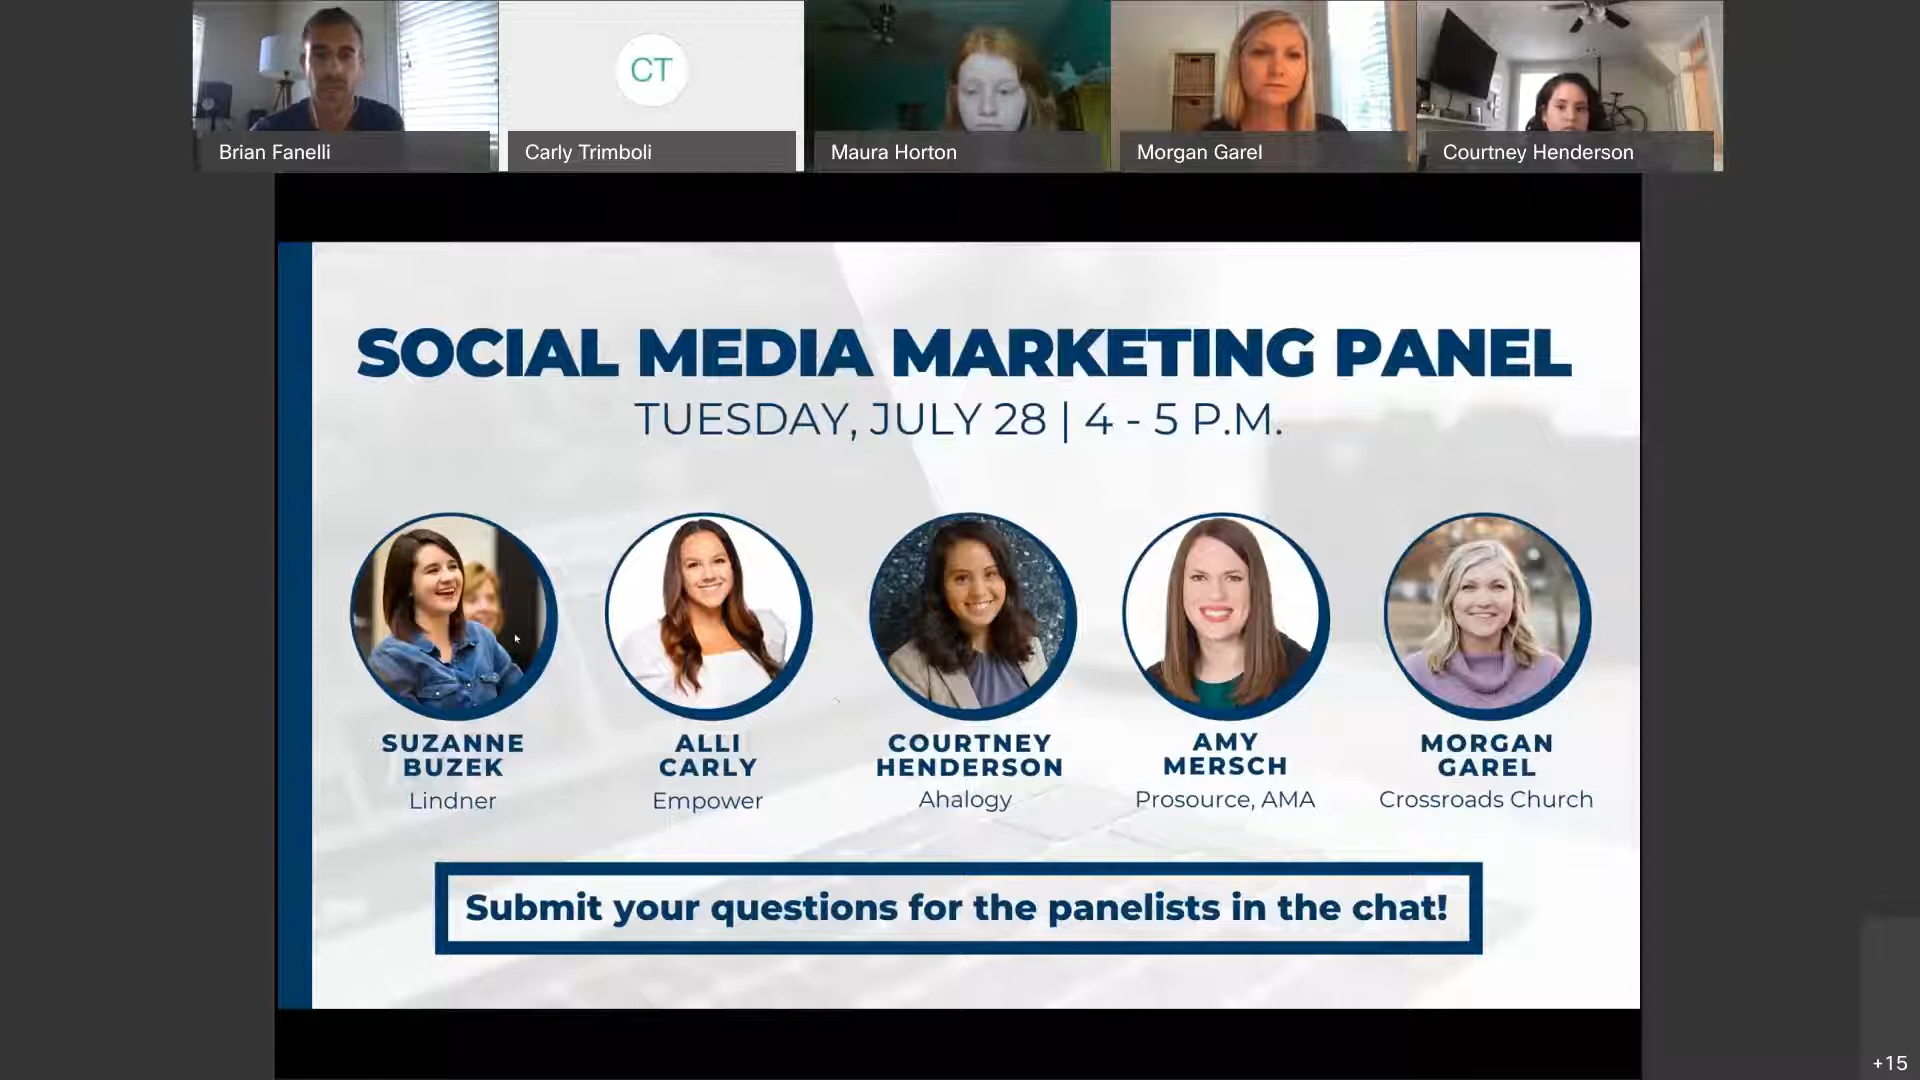 CT
Brian Fanelli
Carly Trimboli
Maura Horton
Morgan Garel
Courtney Henderson
SOCIAL MEDIA MARKETING PANEL
TUESDAY, JULY 28 | 4 - 5 P.M.
SUZANNE
BUZEK
Lindner
ALLI
CARLY
Empower
COURTNEY
HENDERSON
Ahalogy
AMY
MERSCH
Prosource, AMA
MORGAN
GAREL
Crossroads Church
Submit your questions for the panelists in the chat!
+15